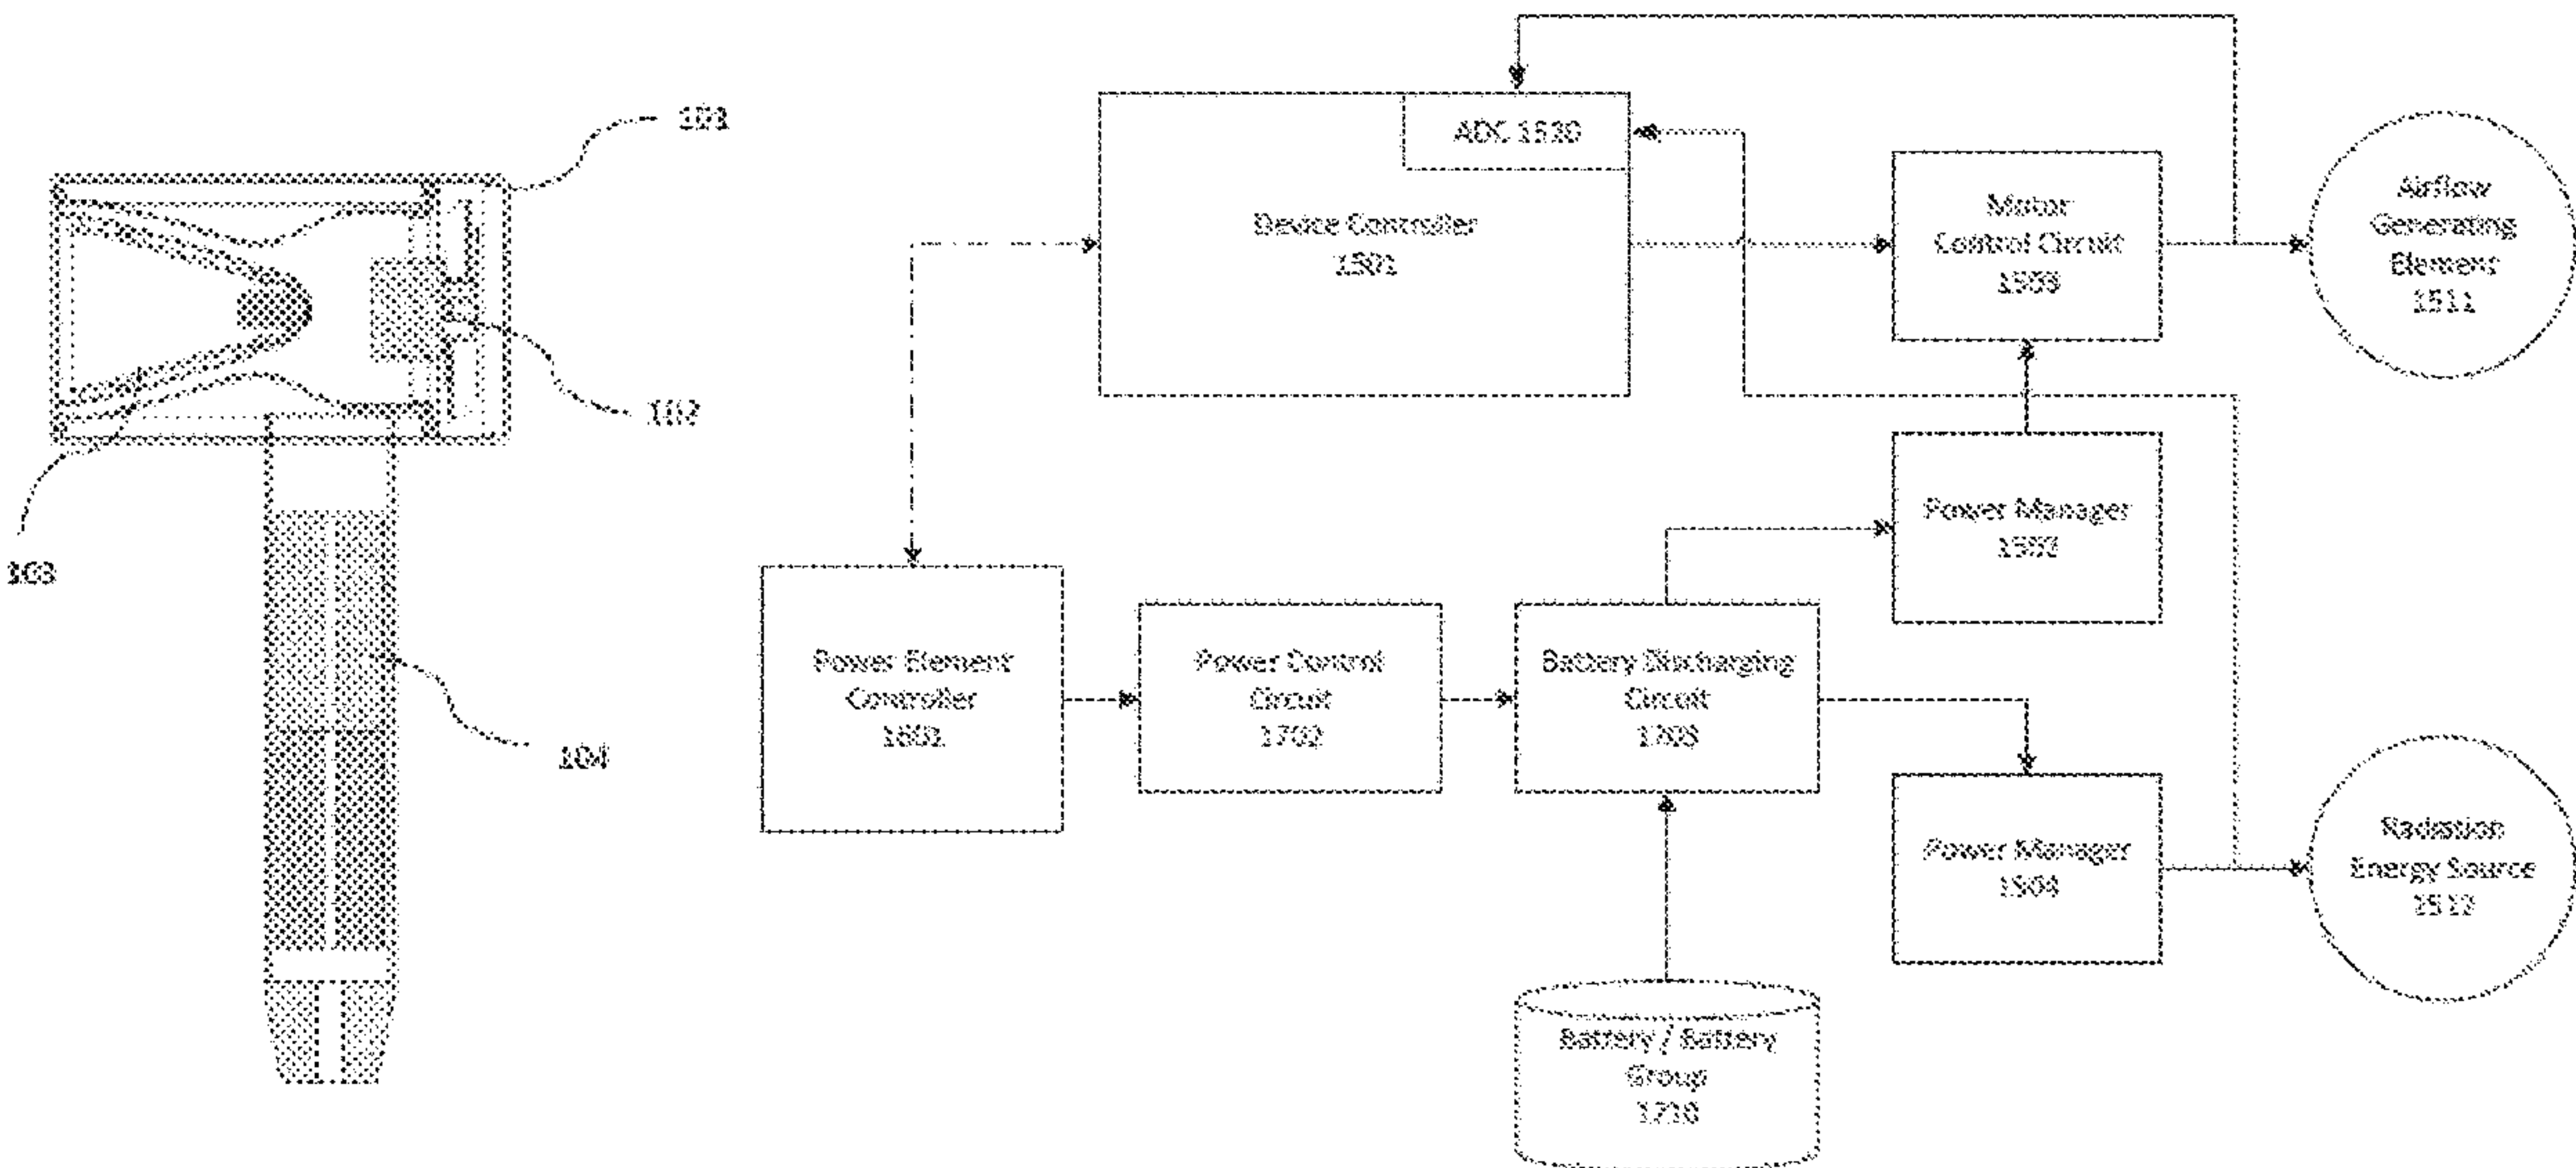 101
102
103
104
ADC 1510
Device Controller
1501
Motor
Control Circuit
1503
Airflow
Generating
Element
1511
Power Manager
1502
Power Element
Controller
1601
Power Control
Circuit
1702
Battery Discharging
Circuit
1703
Power Manager
1504
Radiation
Energy Source
1512
Battery / Battery
Group
1710